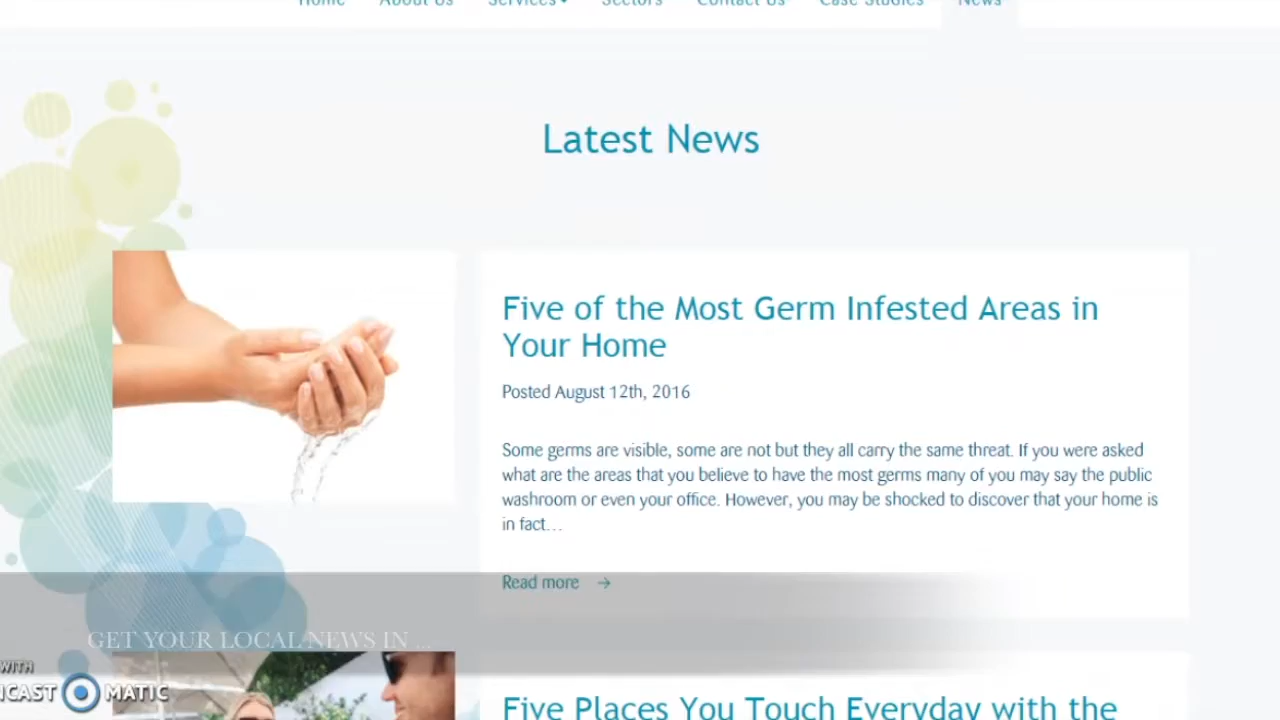 Home About Us Services Sectors Contact Us Case Studies News
Latest News
Five of the Most Germ Infested Areas in
Your Home
Posted August 12th, 2016
Some germs are visible, some are not but they all carry the same threat. If you were asked
what are the areas that you believe to have the most germs many of you may say the public
washroom or even your office. However, you may be shocked to discover that your home is
in fact…
Read more →
GET YOUR LOCAL NEWS IN ...
WITH
NCAST MATIC
Five Places You Touch Everyday with the